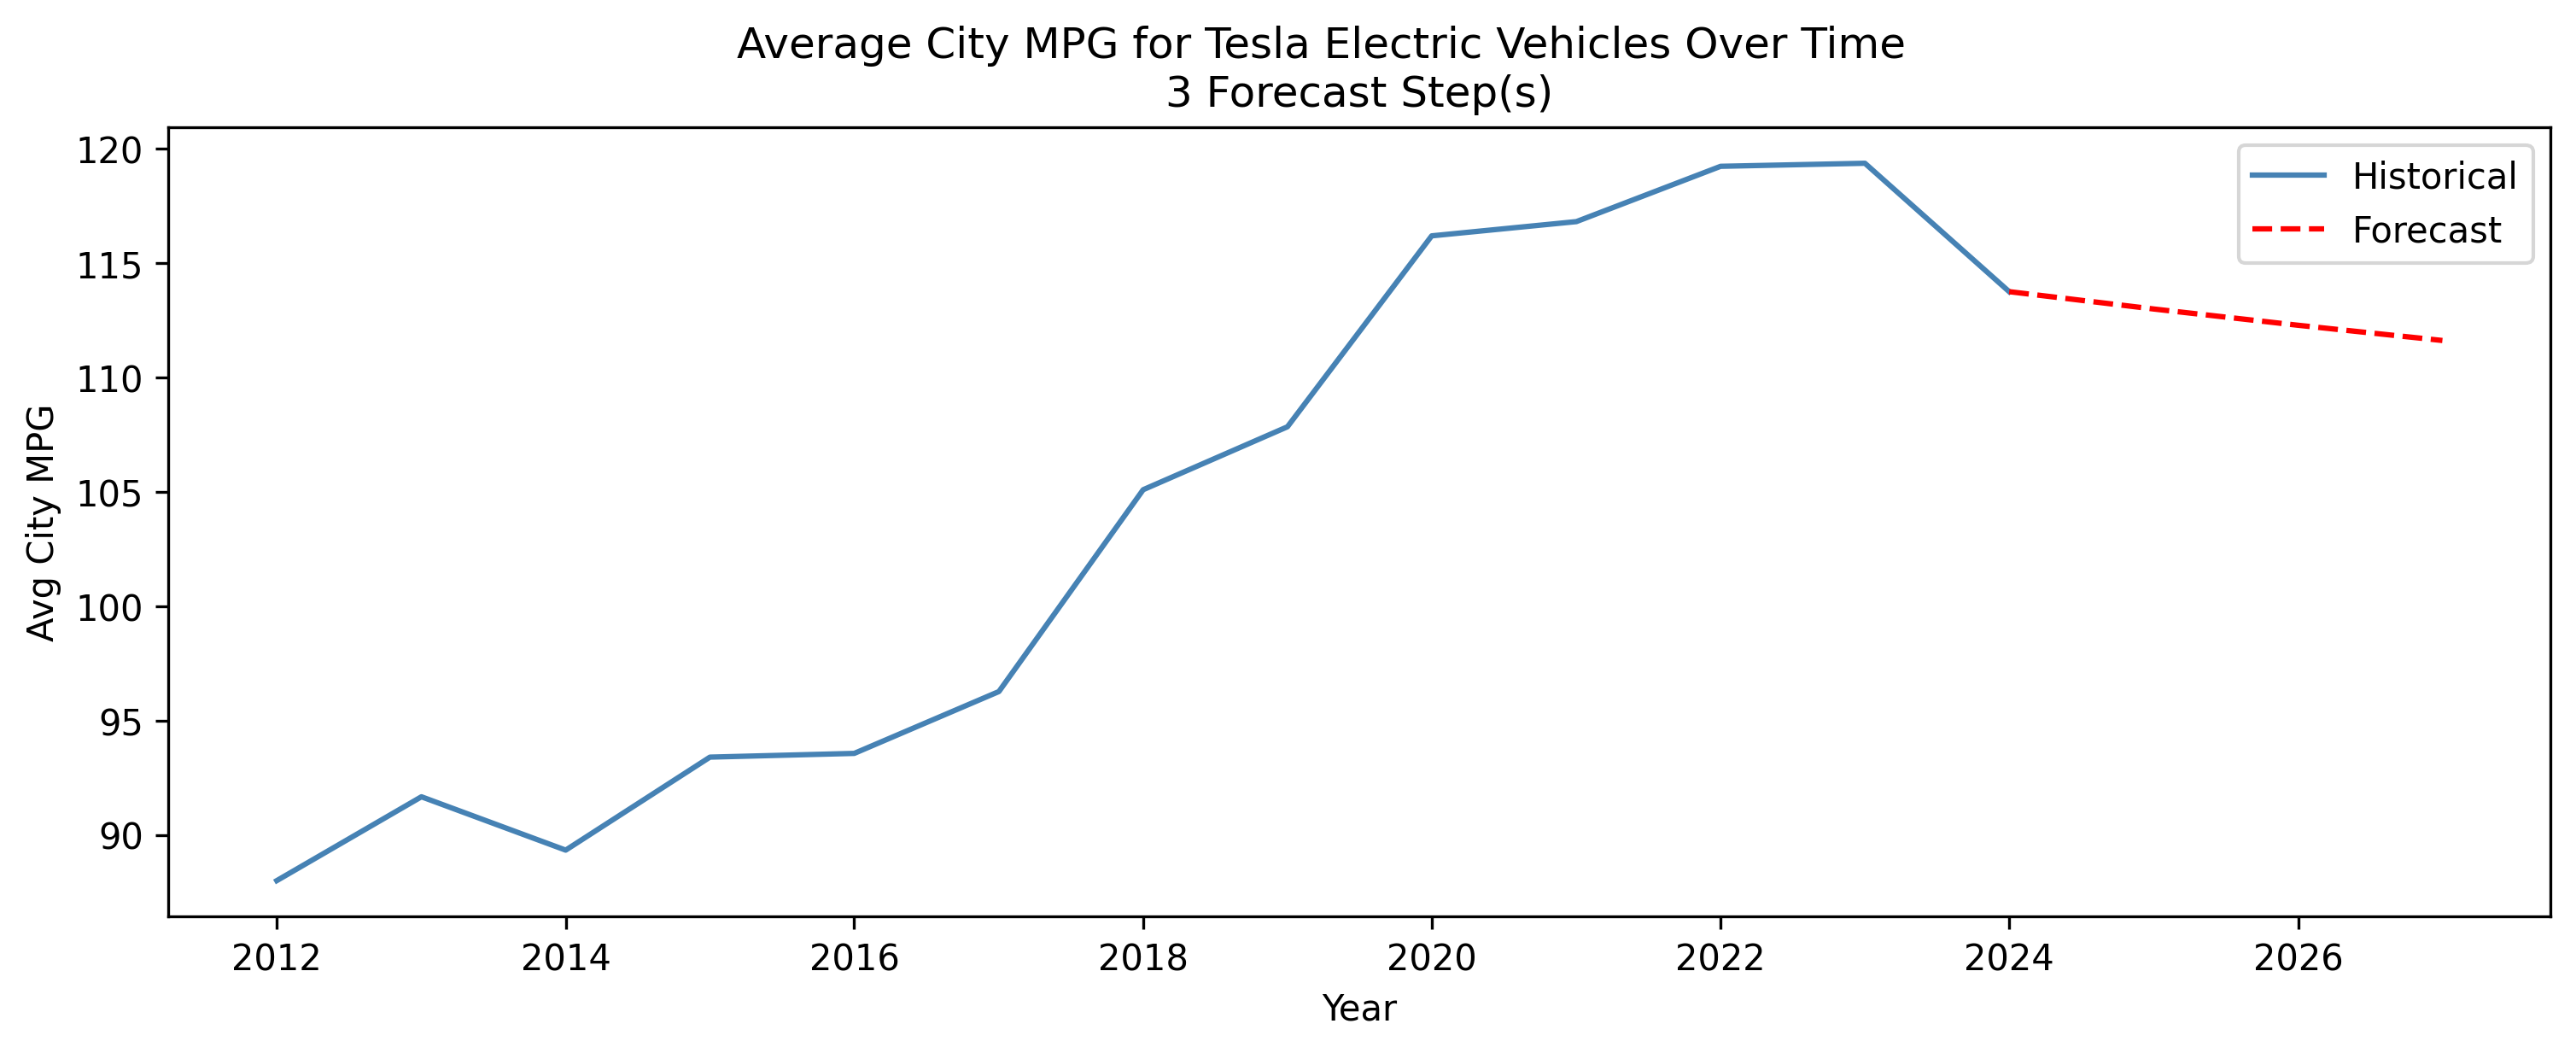 Average City MPG for Tesla Electric Vehicles Over Time
3 Forecast Step(s)
120
115
110
105
100
95
90
Avg City MPG
Historical
Forecast
2012
2014
2016
2018
2020
2022
2024
2026
Year